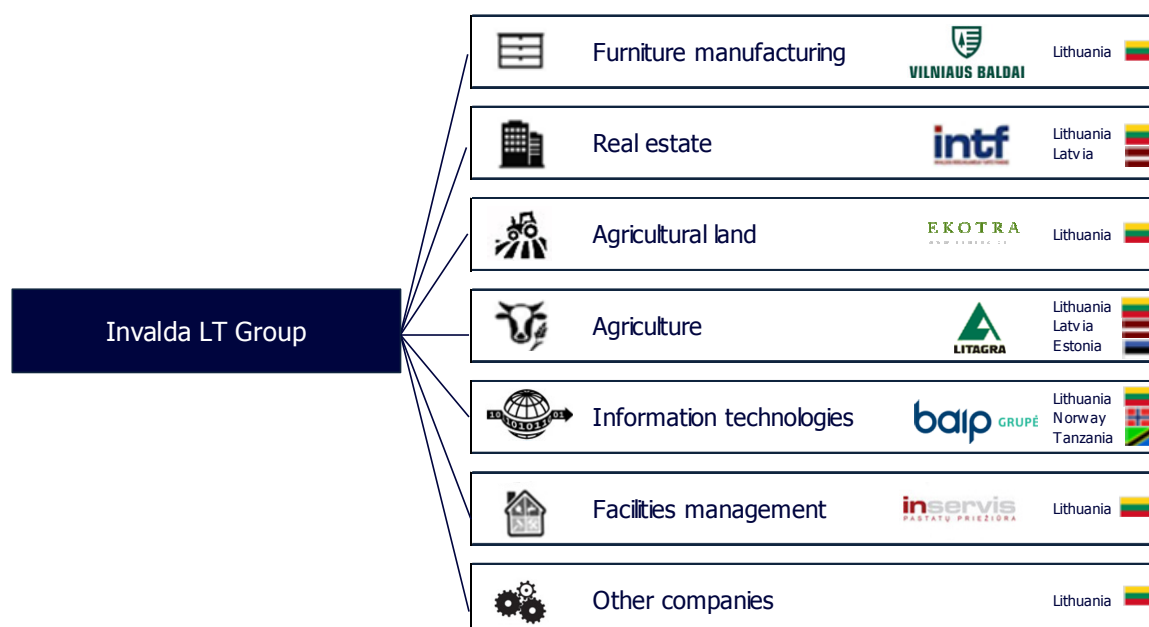 Invalda LT Group
Furniture manufacturing
VILNIAUS BALDAI
Lithuania
Real estate
intf
Lithuania
Latvia
Agricultural land
EKOTRA
Lithuania
Agriculture
LITAGRA
Lithuania
Latvia
Estonia
Information technologies
baip GRUPĖ
Lithuania
Norway
Tanzania
Facilities management
inservis
PASTATŲ PRIEŽIŪRA
Lithuania
Other companies
Lithuania